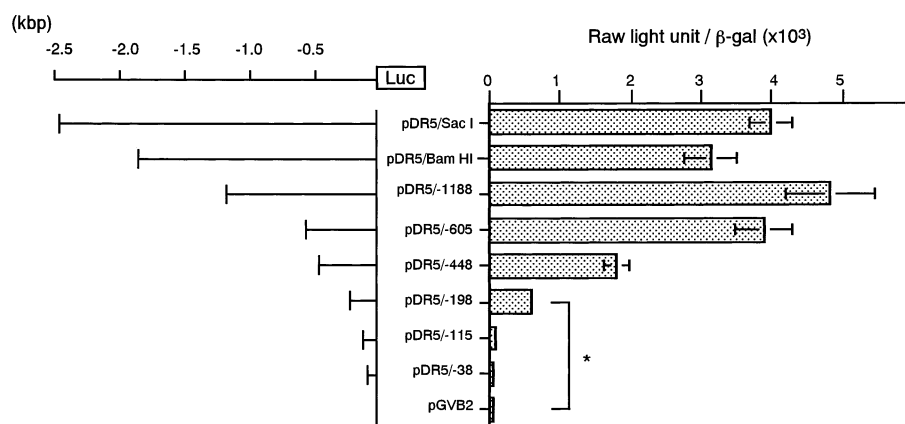 (kbp)
Raw light unit / β-gal (x10³)
-2.5 -2.0 -1.5 -1.0 -0.5
Luc
0 1 2 3 4 5
pDR5/Sac I
pDR5/Bam HI
pDR5/-1188
pDR5/-605
pDR5/-448
pDR5/-198
pDR5/-115
pDR5/-38
pGVB2
*